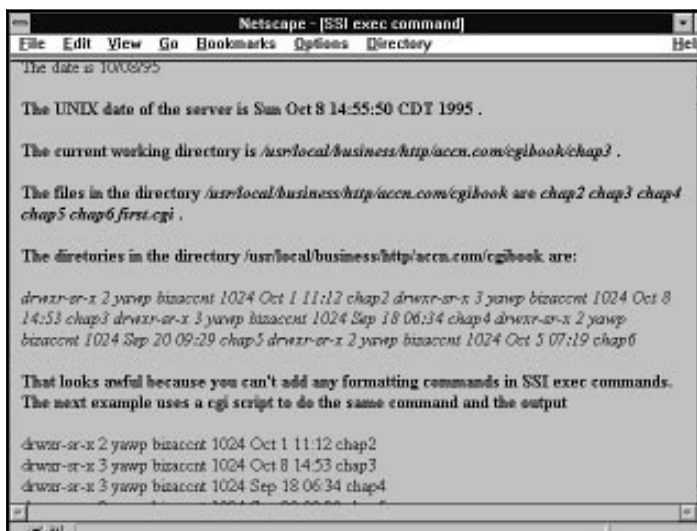 Netscape - [SSI exec command]
File Edit View Go Bookmarks Options Directory Hel
The date is 10/08/95
The UNIX date of the server is Sun Oct 8 14:55:50 CDT 1995 .
The current working directory is /usr/local/business/http/accn.com/cgibook/chap3 .
The files in the directory /usr/local/business/http/accn.com/cgibook are chap2 chap3 chap4
chap5 chap6 first.cgi .
The diretories in the directory /usr/local/business/http/accn.com/cgibook are:
drwxr-sr-x 2 yawp bizaccnt 1024 Oct 1 11:12 chap2 drwxr-sr-x 3 yawp bizaccnt 1024 Oct 8
14:53 chap3 drwxr-sr-x 3 yawp bizaccnt 1024 Sep 18 06:34 chap4 drwxr-sr-x 2 yawp
bizaccnt 1024 Sep 20 09:29 chap5 drwxr-sr-x 2 yawp bizaccnt 1024 Oct 5 07:19 chap6
That looks awful because you can't add any formatting commands in SSI exec commands.
The next example uses a cgi script to do the same command and the output
drwxr-sr-x 2 yawp bizaccnt 1024 Oct 1 11:12 chap2
drwxr-sr-x 3 yawp bizaccnt 1024 Oct 8 14:53 chap3
drwxr-sr-x 3 yawp bizaccnt 1024 Sep 18 06:34 chap4